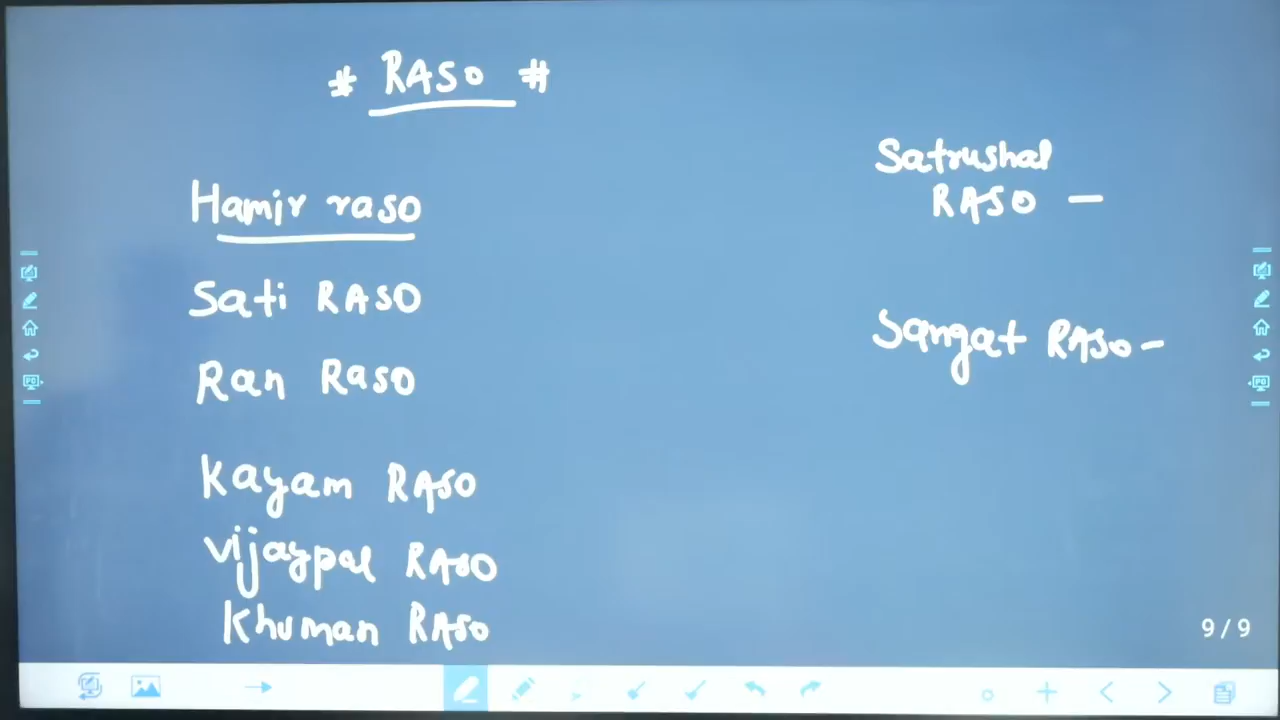 * RASO #
Hamir raso
Sati RASO
Ran Raso
Kayam RASO
Vijaypal RASO
Khuman RASO
Satrushal
RASO —
Sangat RASO -
9/9